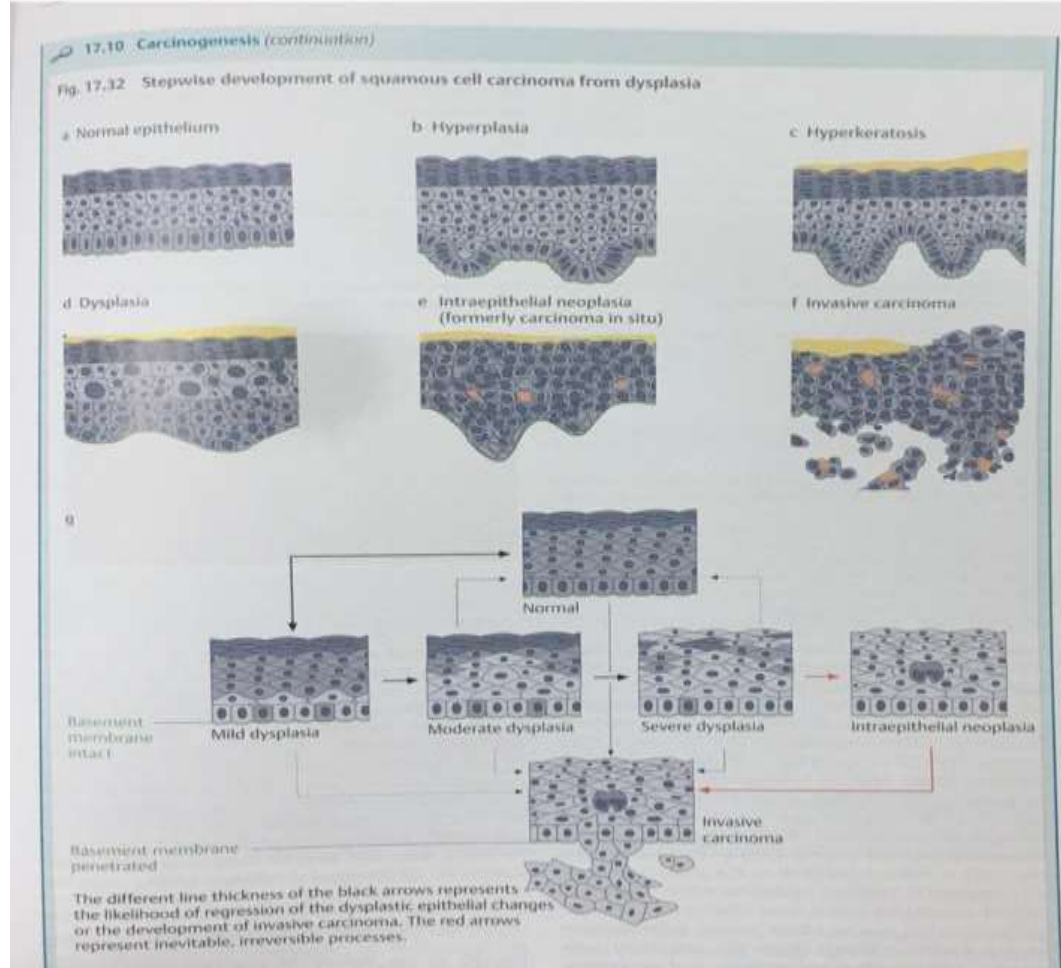 17.10 Carcinogenesis (continuation)
Fig. 17.32 Stepwise development of squamous cell carcinoma from dysplasia
a Normal epithelium
b Hyperplasia
c Hyperkeratosis
d Dysplasia
e Intraepithelial neoplasia
(formerly carcinoma in situ)
f Invasive carcinoma
g
Normal
Mild dysplasia
Moderate dysplasia
Severe dysplasia
Intraepithelial neoplasia
Basement
membrane
intact
Invasive
carcinoma
Basement membrane
penetrated
The different line thickness of the black arrows represents
the likelihood of regression of the dysplastic epithelial changes
or the development of invasive carcinoma. The red arrows
represent inevitable, irreversible processes.